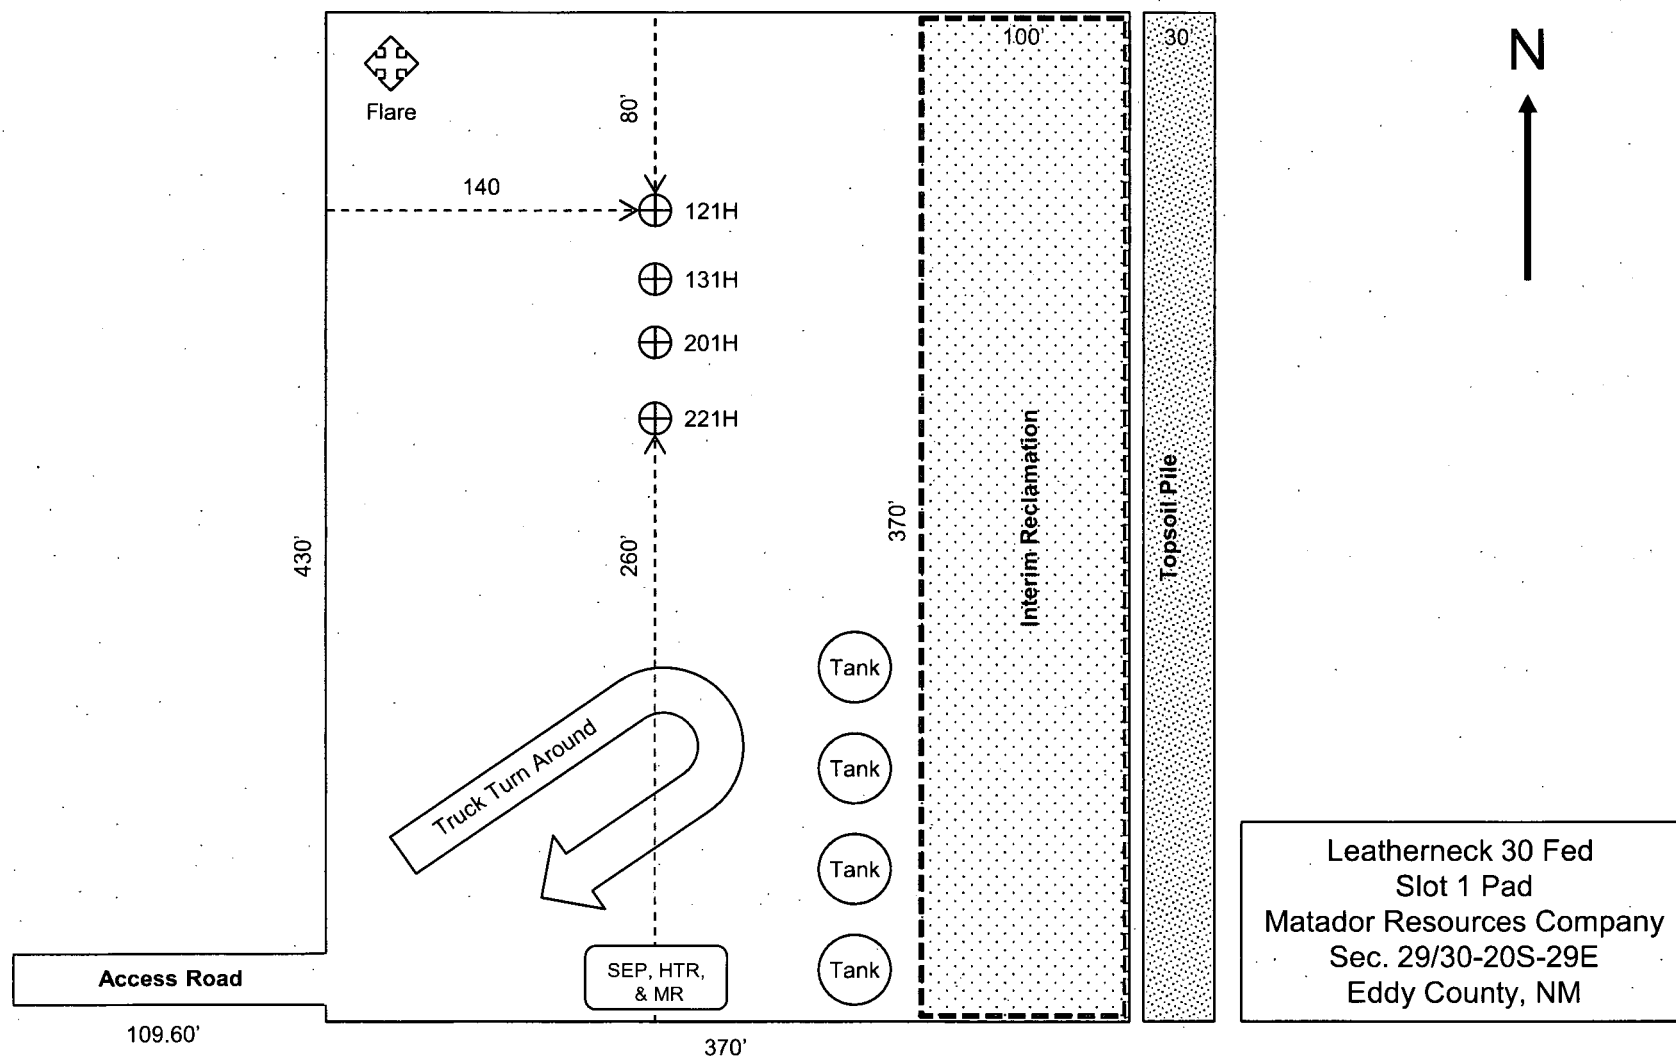 100'
30'
N
Flare
80'
140
121H
131H
201H
221H
430'
260'
370'
Interim Reclamation
Topsoil Pile
Tank
Truck Turn Around
Tank
Tank
Tank
SEP, HTR,
& MR
Access Road
109.60'
370'
Leatherneck 30 Fed
Slot 1 Pad
Matador Resources Company
Sec. 29/30-20S-29E
Eddy County, NM